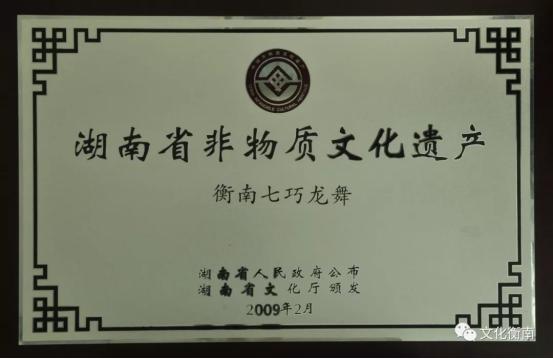 湖南省非物质文化遗产
衡南七巧龙舞
湖南省人民政府公布
湖南省文化厅颁发
2009年2月
文化衡南